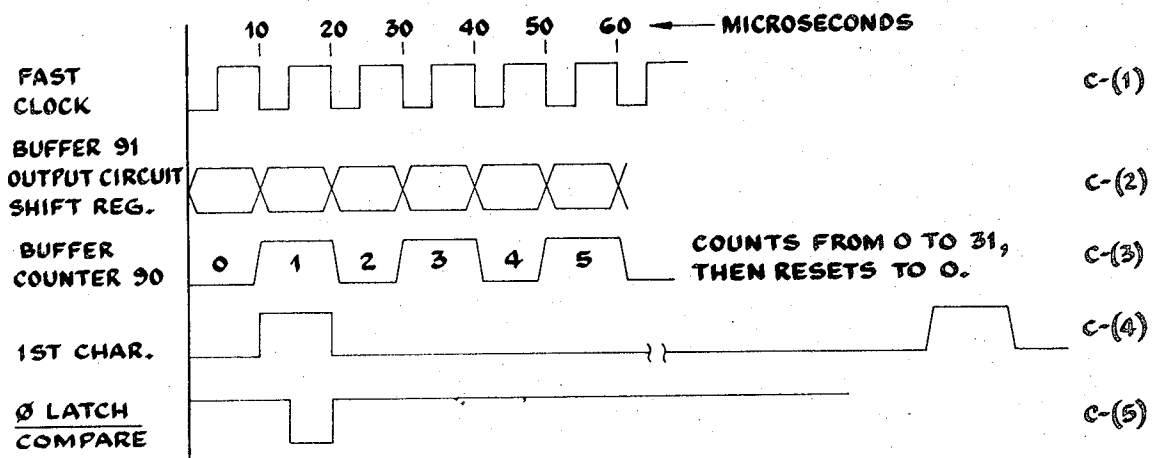 10 20 30 40 50 60 ← MICROSECONDS
FAST
CLOCK
C-(1)
BUFFER 91
OUTPUT CIRCUIT
SHIFT REG.
C-(2)
BUFFER
COUNTER 90
0 1 2 3 4 5
COUNTS FROM 0 TO 31,
THEN RESETS TO 0.
C-(3)
1ST CHAR.
C-(4)
Ø LATCH
COMPARE
C-(5)